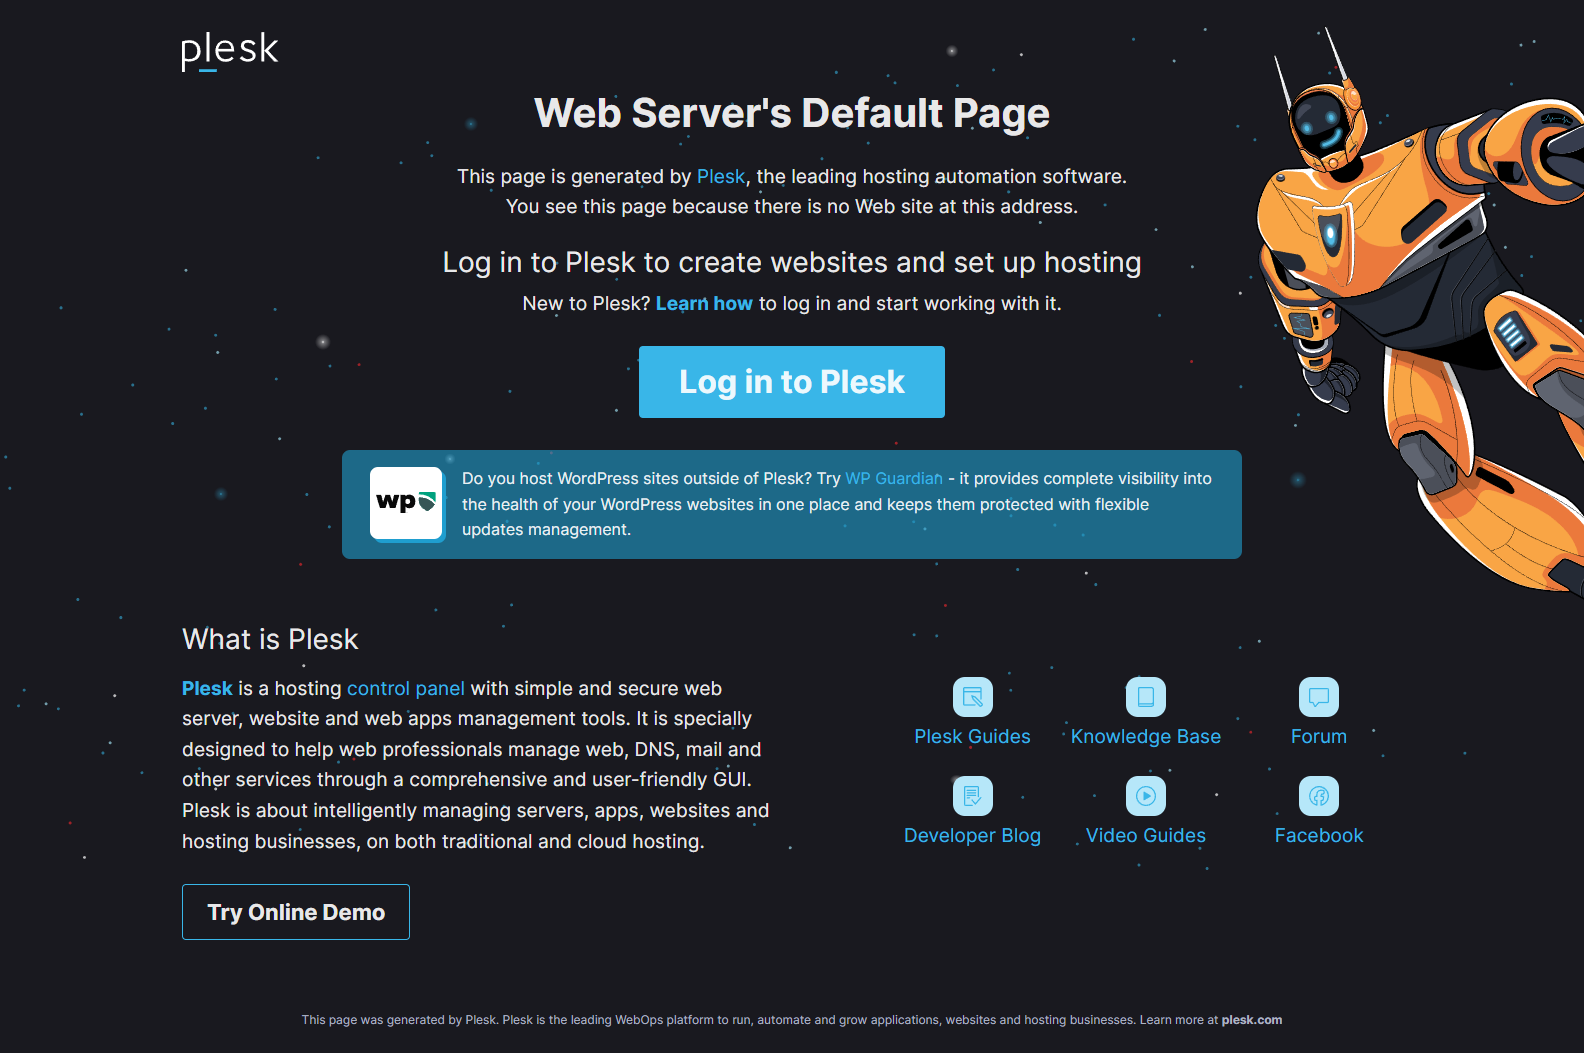 plesk
Web Server's Default Page
This page is generated by Plesk, the leading hosting automation software.
You see this page because there is no Web site at this address.
Log in to Plesk to create websites and set up hosting
New to Plesk? Learn how to log in and start working with it.
Log in to Plesk
wp
Do you host WordPress sites outside of Plesk? Try WP Guardian - it provides complete visibility into
the health of your WordPress websites in one place and keeps them protected with flexible
updates management.
What is Plesk
Plesk is a hosting control panel with simple and secure web
server, website and web apps management tools. It is specially
designed to help web professionals manage web, DNS, mail and
other services through a comprehensive and user-friendly GUI.
Plesk is about intelligently managing servers, apps, websites and
hosting businesses, on both traditional and cloud hosting.
Try Online Demo
Plesk Guides
Knowledge Base
Forum
Developer Blog
Video Guides
Facebook
This page was generated by Plesk. Plesk is the leading WebOps platform to run, automate and grow applications, websites and hosting businesses. Learn more at plesk.com